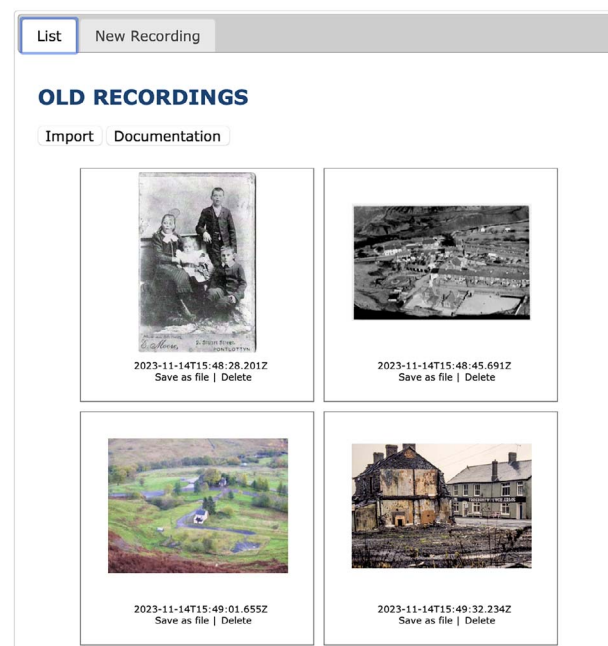 List New Recording
OLD RECORDINGS
Import Documentation
E. Moore,
PONTLOTTYN
2023-11-14T15:48:28.201Z
Save as file | Delete
2023-11-14T15:48:45.691Z
Save as file | Delete
2023-11-14T15:49:01.655Z
Save as file | Delete
2023-11-14T15:49:32.234Z
Save as file | Delete